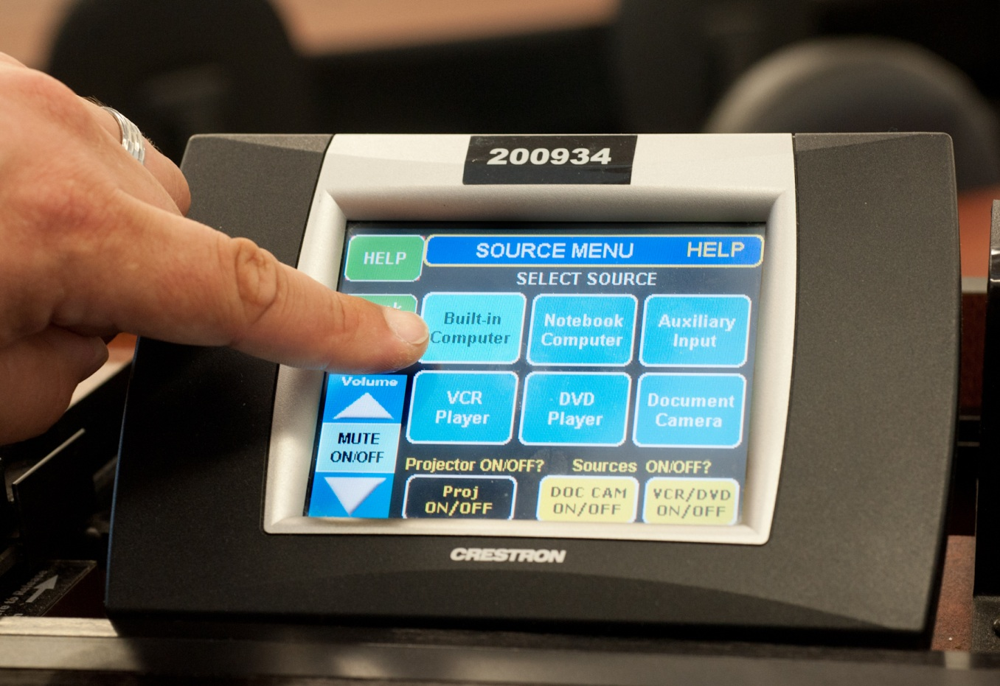 200934
HELP
SOURCE MENU HELP
SELECT SOURCE
Built-in
Computer
Notebook
Computer
Auxiliary
Input
VCR
Player
DVD
Player
Document
Camera
Volume
MUTE
ON/OFF
Projector ON/OFF? Sources ON/OFF?
Proj
ON/OFF
DOC CAM
ON/OFF
VCR/DVD
ON/OFF
CRESTRON